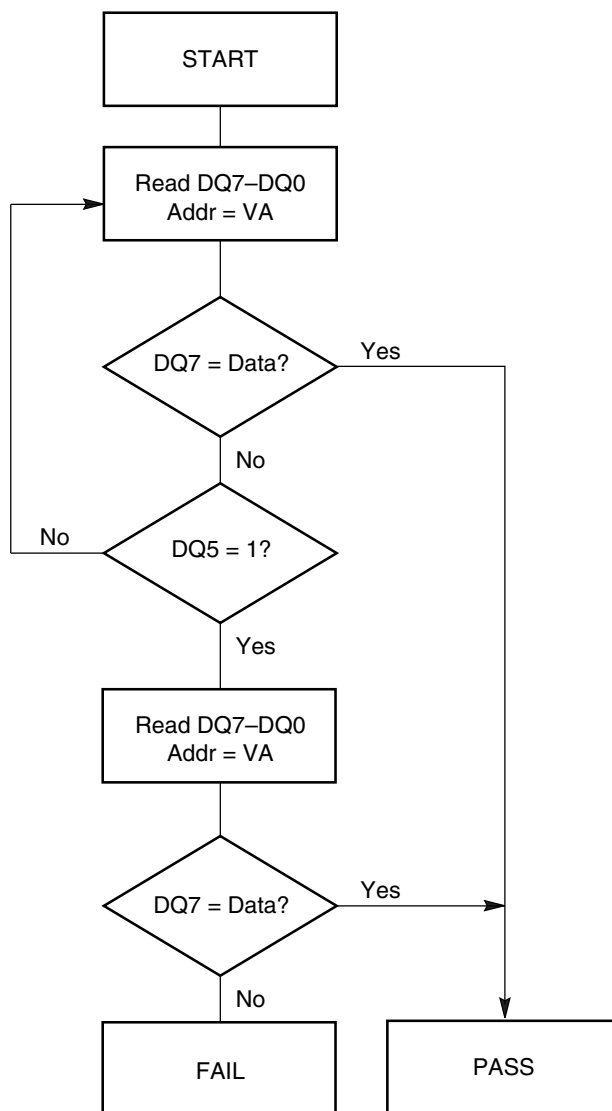 START
Read DQ7–DQ0
Addr = VA
DQ7 = Data?
Yes
No
DQ5 = 1?
No
Yes
Read DQ7–DQ0
Addr = VA
DQ7 = Data?
Yes
No
FAIL
PASS